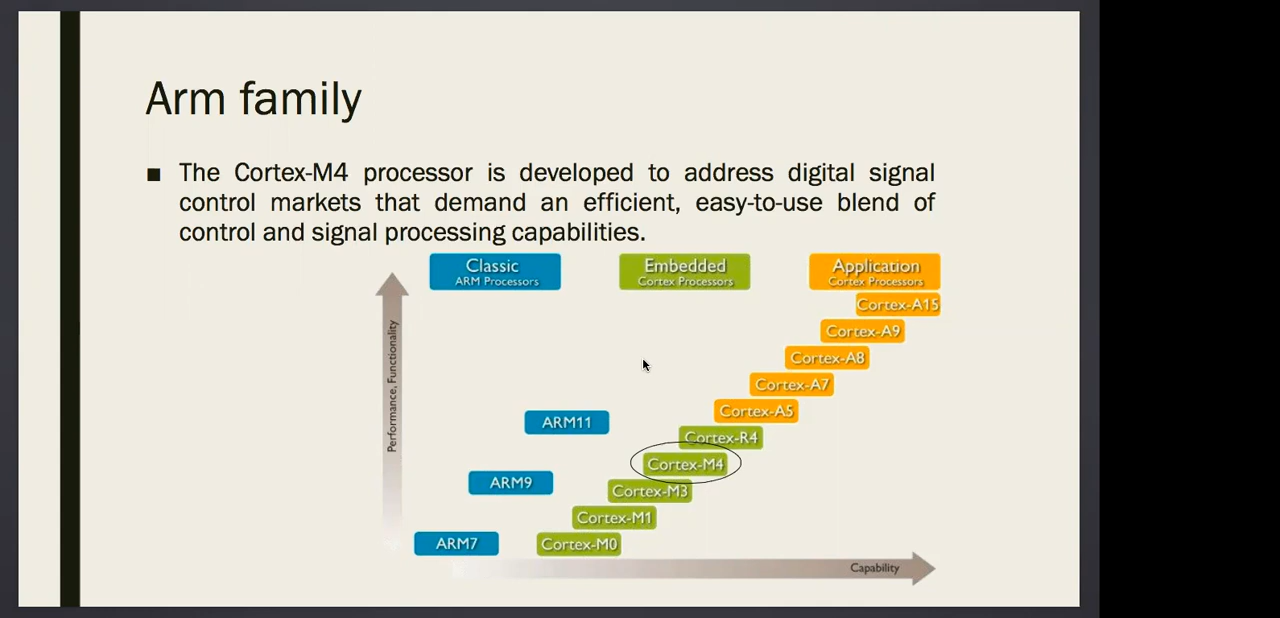 Arm family
■ The Cortex-M4 processor is developed to address digital signal
control markets that demand an efficient, easy-to-use blend of
control and signal processing capabilities.
Classic
ARM Processors
Embedded
Cortex Processors
Application
Cortex Processors
Cortex-A15
Cortex-A9
Cortex-A8
Cortex-A7
Cortex-A5
Cortex-R4
Cortex-M4
Cortex-M3
Cortex-M1
Cortex-M0
ARM11
ARM9
ARM7
Performance, Functionality
Capability